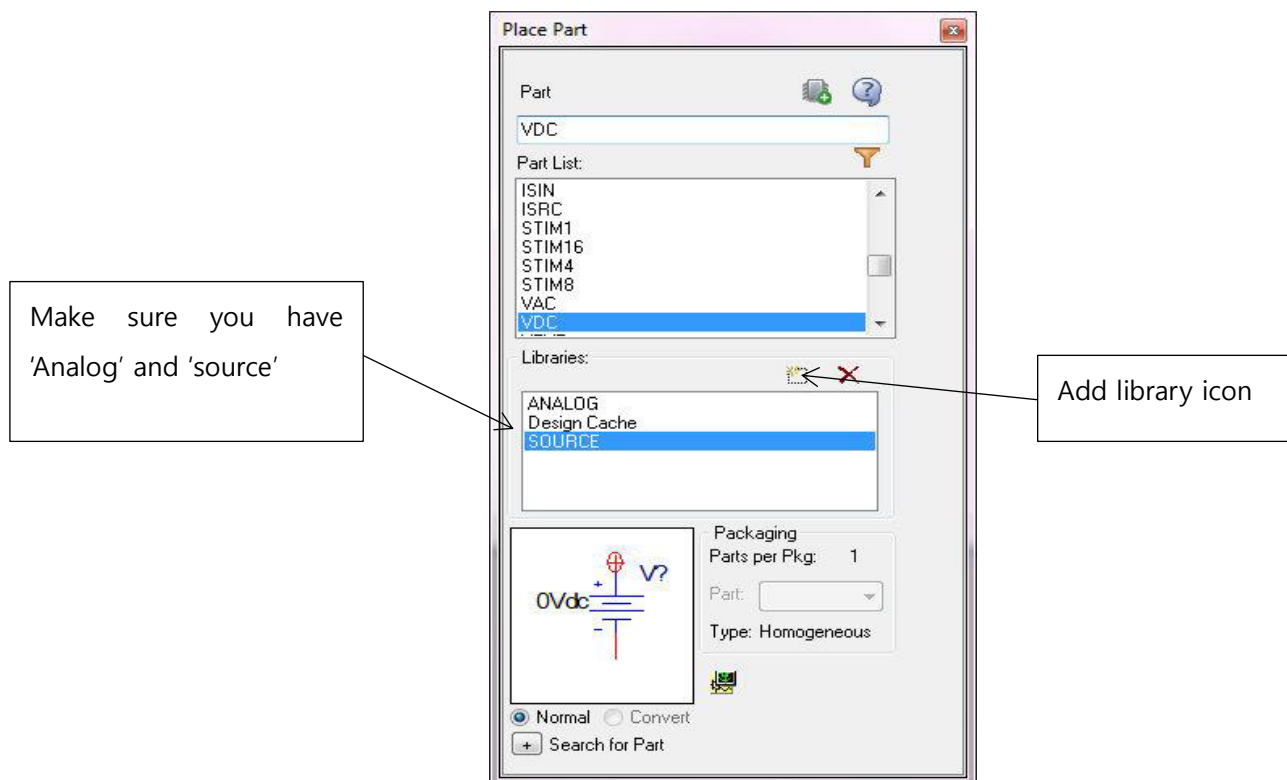 Place Part
Part
VDC
Part List:
ISIN
ISRC
STIM1
STIM16
STIM4
STIM8
VAC
VDC
Libraries:
ANALOG
Design Cache
SOURCE
Packaging
Parts per Pkg: 1
Part:
Type: Homogeneous
0Vdc
+
V?
-
Normal
Convert
+ Search for Part
Make sure you have
'Analog' and 'source'
Add library icon